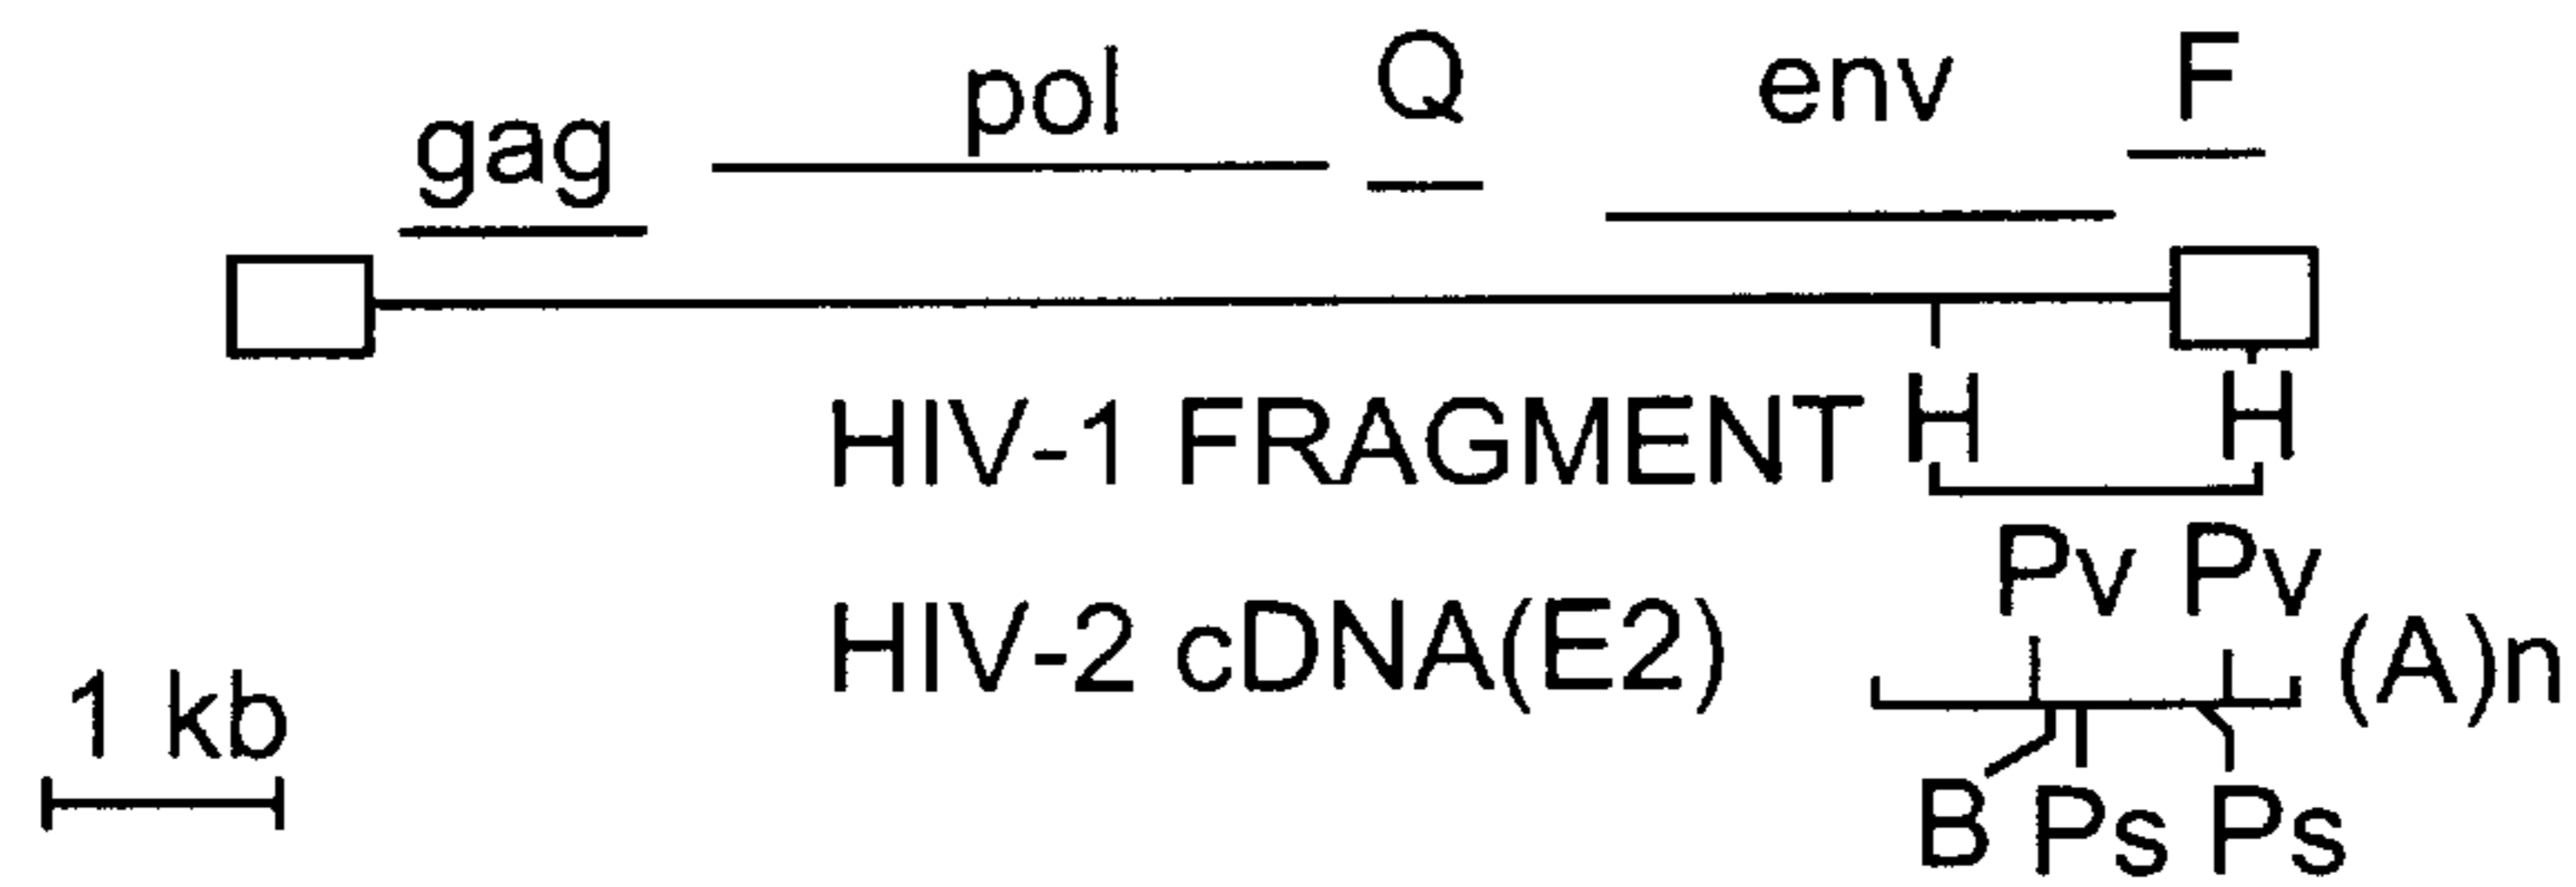 gag pol Q env F
HIV-1 FRAGMENT H H
Pv Pv
HIV-2 cDNA(E2) (A)n
1 kb
B Ps Ps